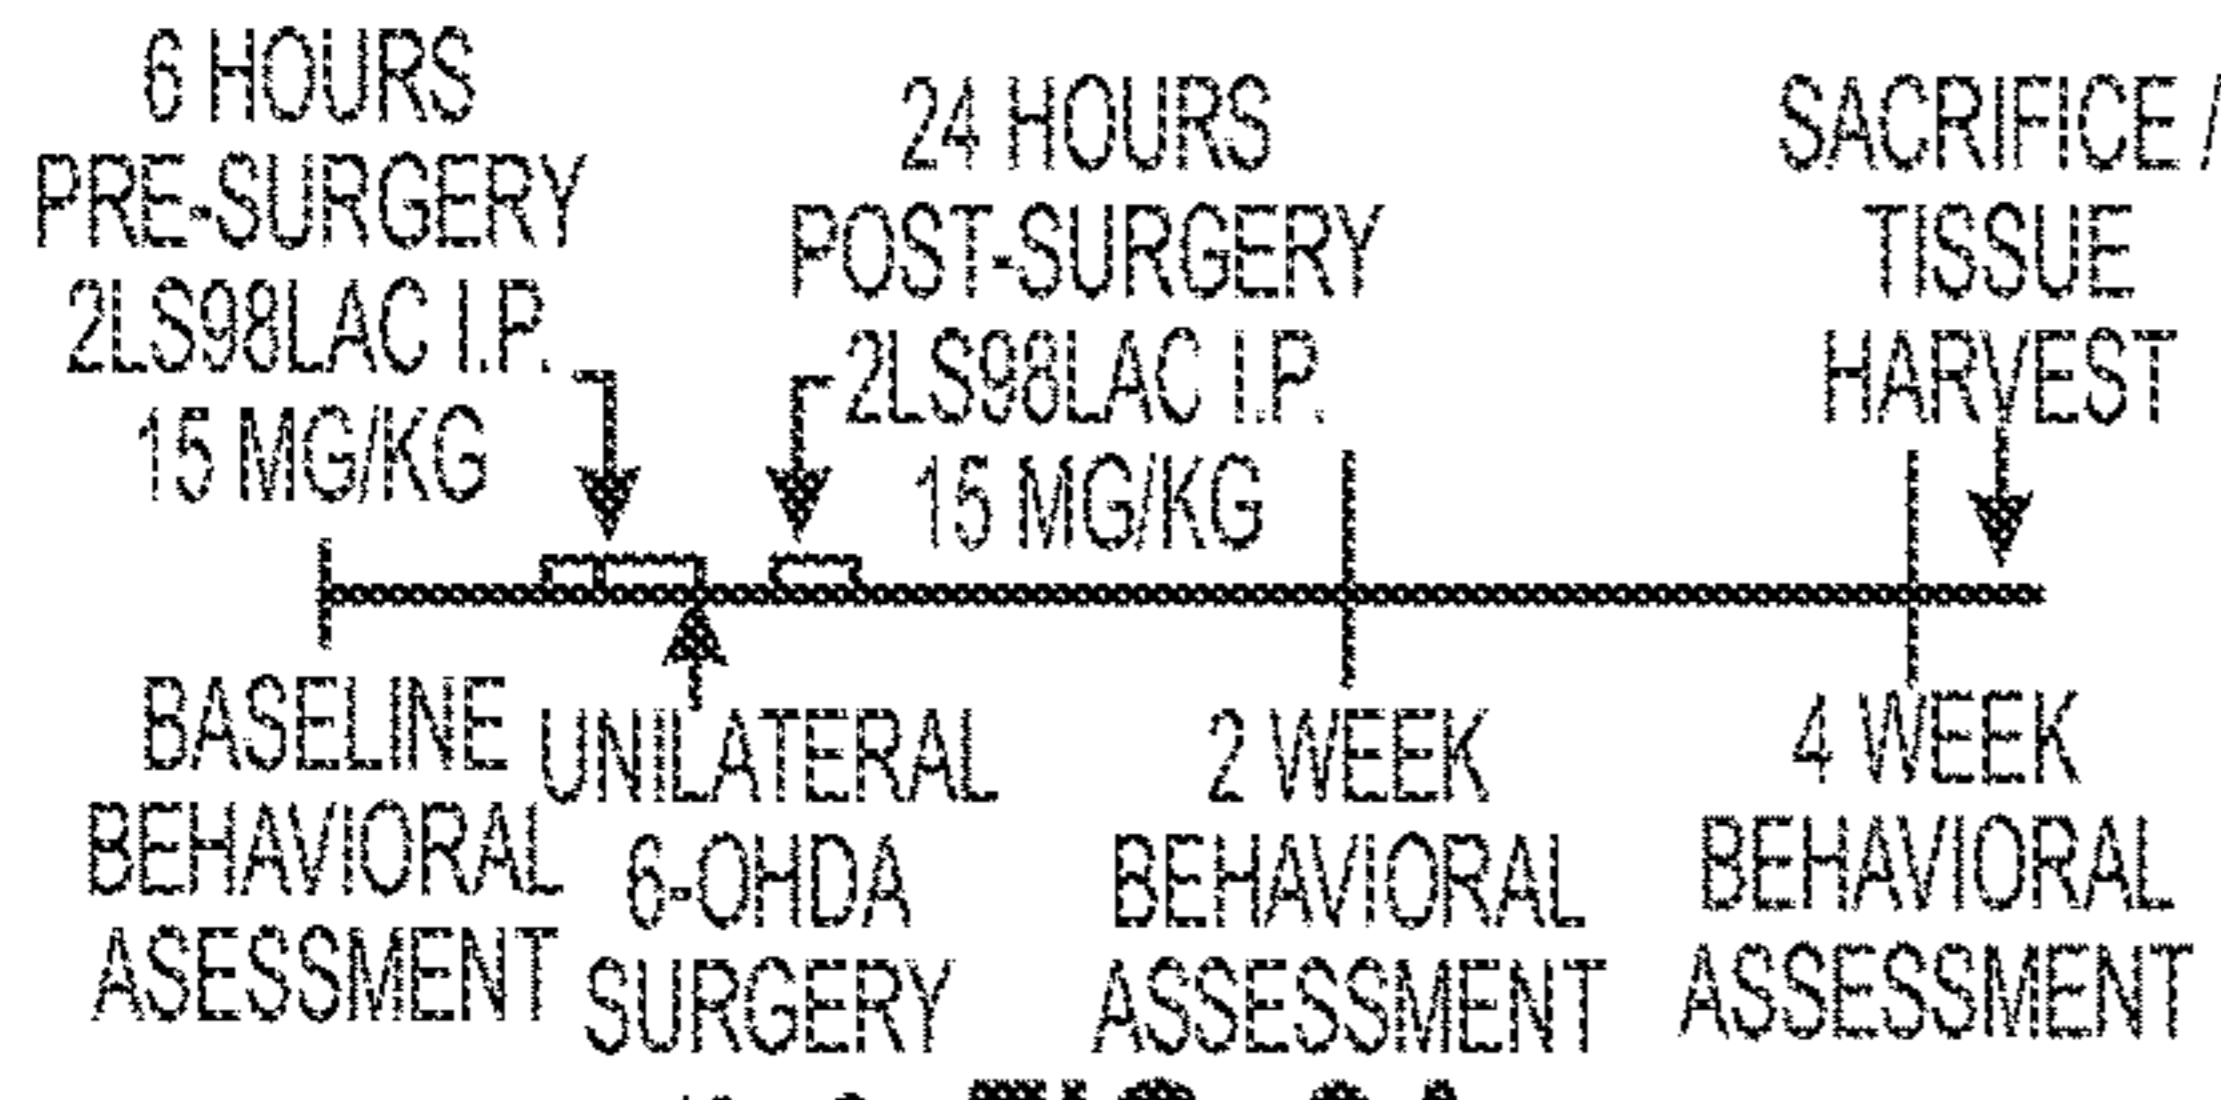 6 HOURS
PRE-SURGERY
2LS98LAC I.P.
15 MG/KG
24 HOURS
POST-SURGERY
2LS98LAC I.P.
15 MG/KG
SACRIFICE /
TISSUE
HARVEST
BASELINE
BEHAVIORAL
ASESSMENT
UNILATERAL
6-OHDA
SURGERY
2 WEEK
BEHAVIORAL
ASSESSMENT
4 WEEK
BEHAVIORAL
ASSESSMENT